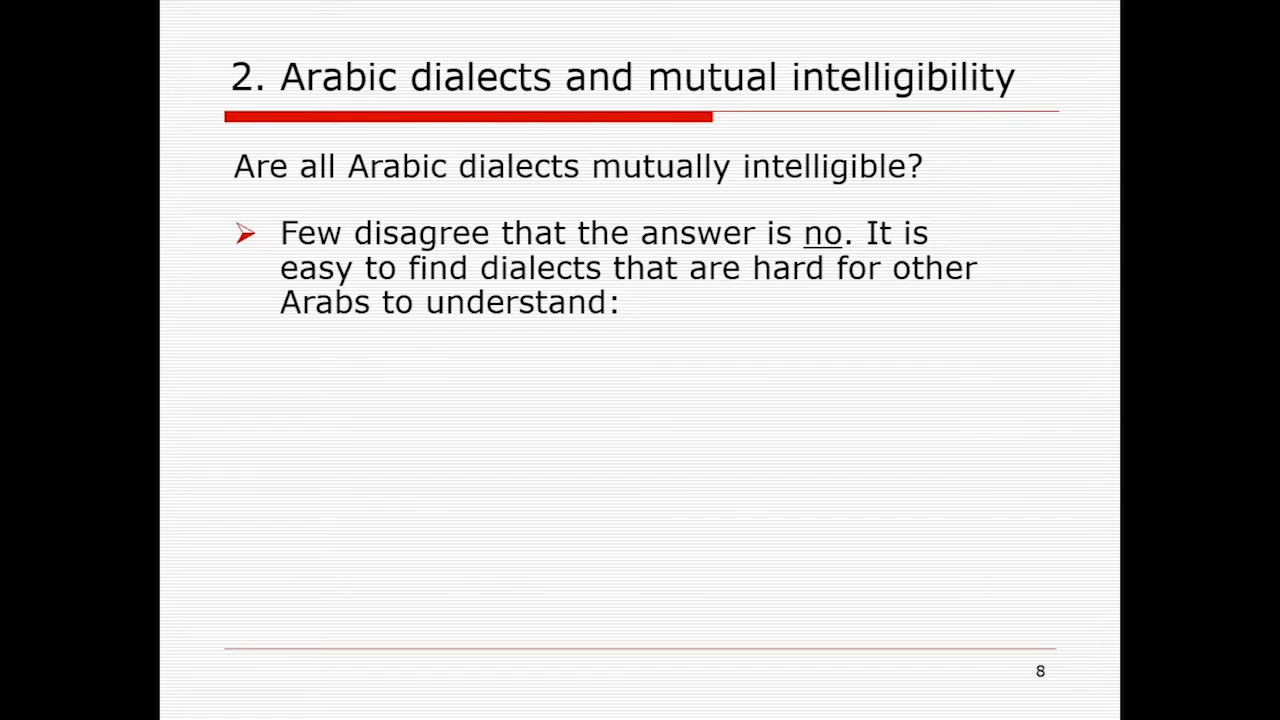 2. Arabic dialects and mutual intelligibility
Are all Arabic dialects mutually intelligible?
Few disagree that the answer is no. It is
easy to find dialects that are hard for other
Arabs to understand:
8